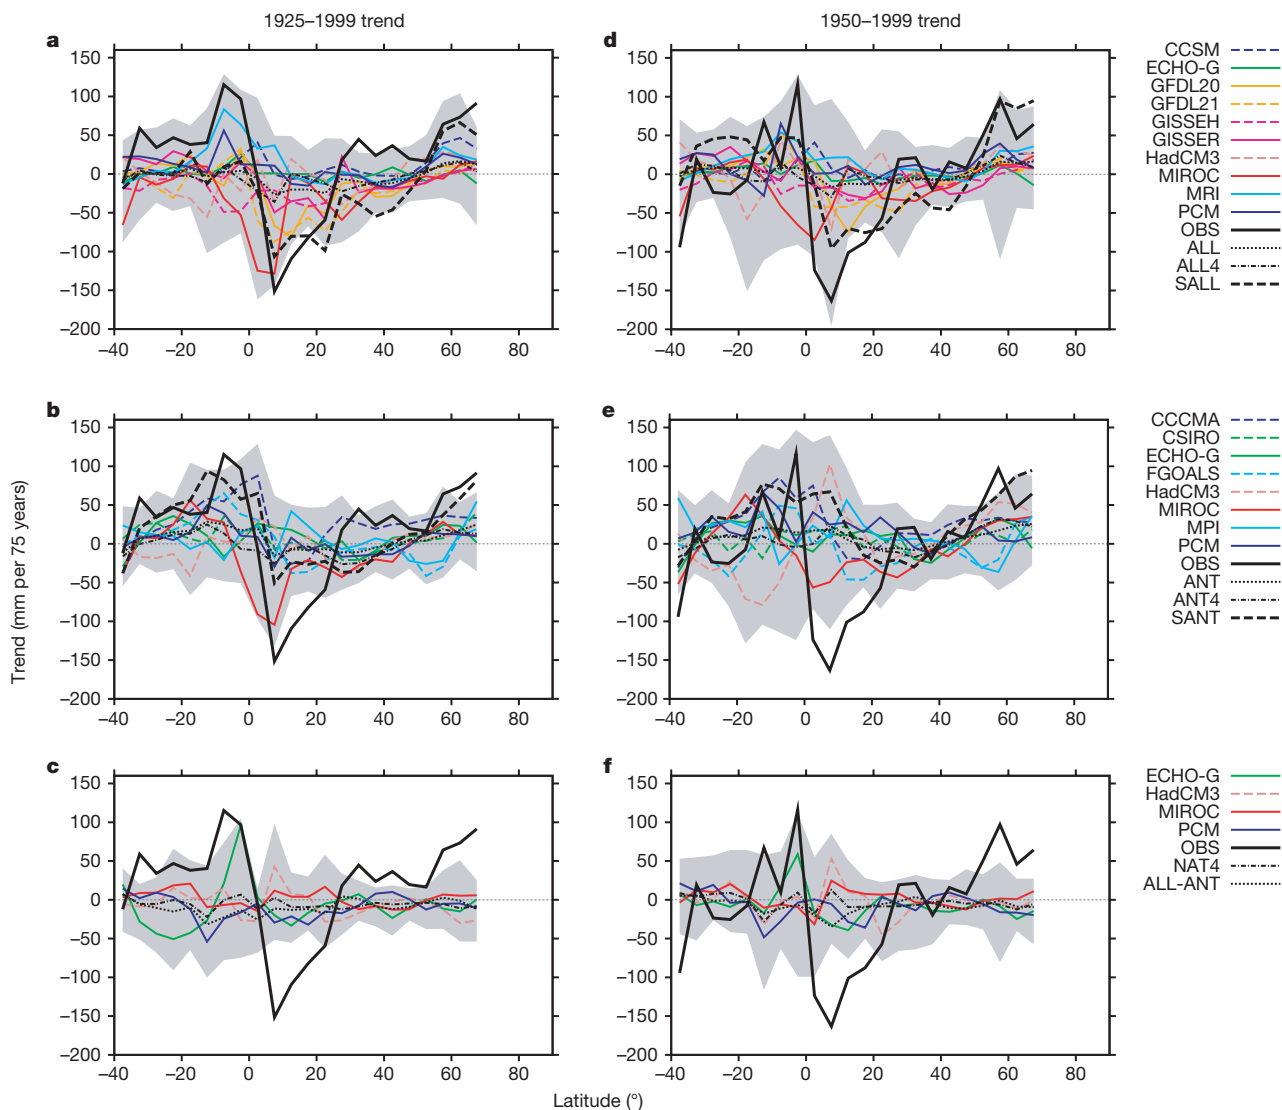 1925–1999 trend
1950–1999 trend
a
150
100
50
0
–50
–100
–150
–200
–40 –20 0 20 40 60 80
d
150
100
50
0
–50
–100
–150
–200
–40 –20 0 20 40 60 80
CCSM
ECHO-G
GFDL20
GFDL21
GISSEH
GISSER
HadCM3
MIROC
MRI
PCM
OBS
ALL
ALL4
SALL
Trend (mm per 75 years)
b
150
100
50
0
–50
–100
–150
–200
–40 –20 0 20 40 60 80
e
150
100
50
0
–50
–100
–150
–200
–40 –20 0 20 40 60 80
CCCMA
CSIRO
ECHO-G
FGOALS
HadCM3
MIROC
MPI
PCM
OBS
ANT
ANT4
SANT
c
150
100
50
0
–50
–100
–150
–200
–40 –20 0 20 40 60 80
f
150
100
50
0
–50
–100
–150
–200
–40 –20 0 20 40 60 80
ECHO-G
HadCM3
MIROC
PCM
OBS
NAT4
ALL-ANT
Latitude (°)